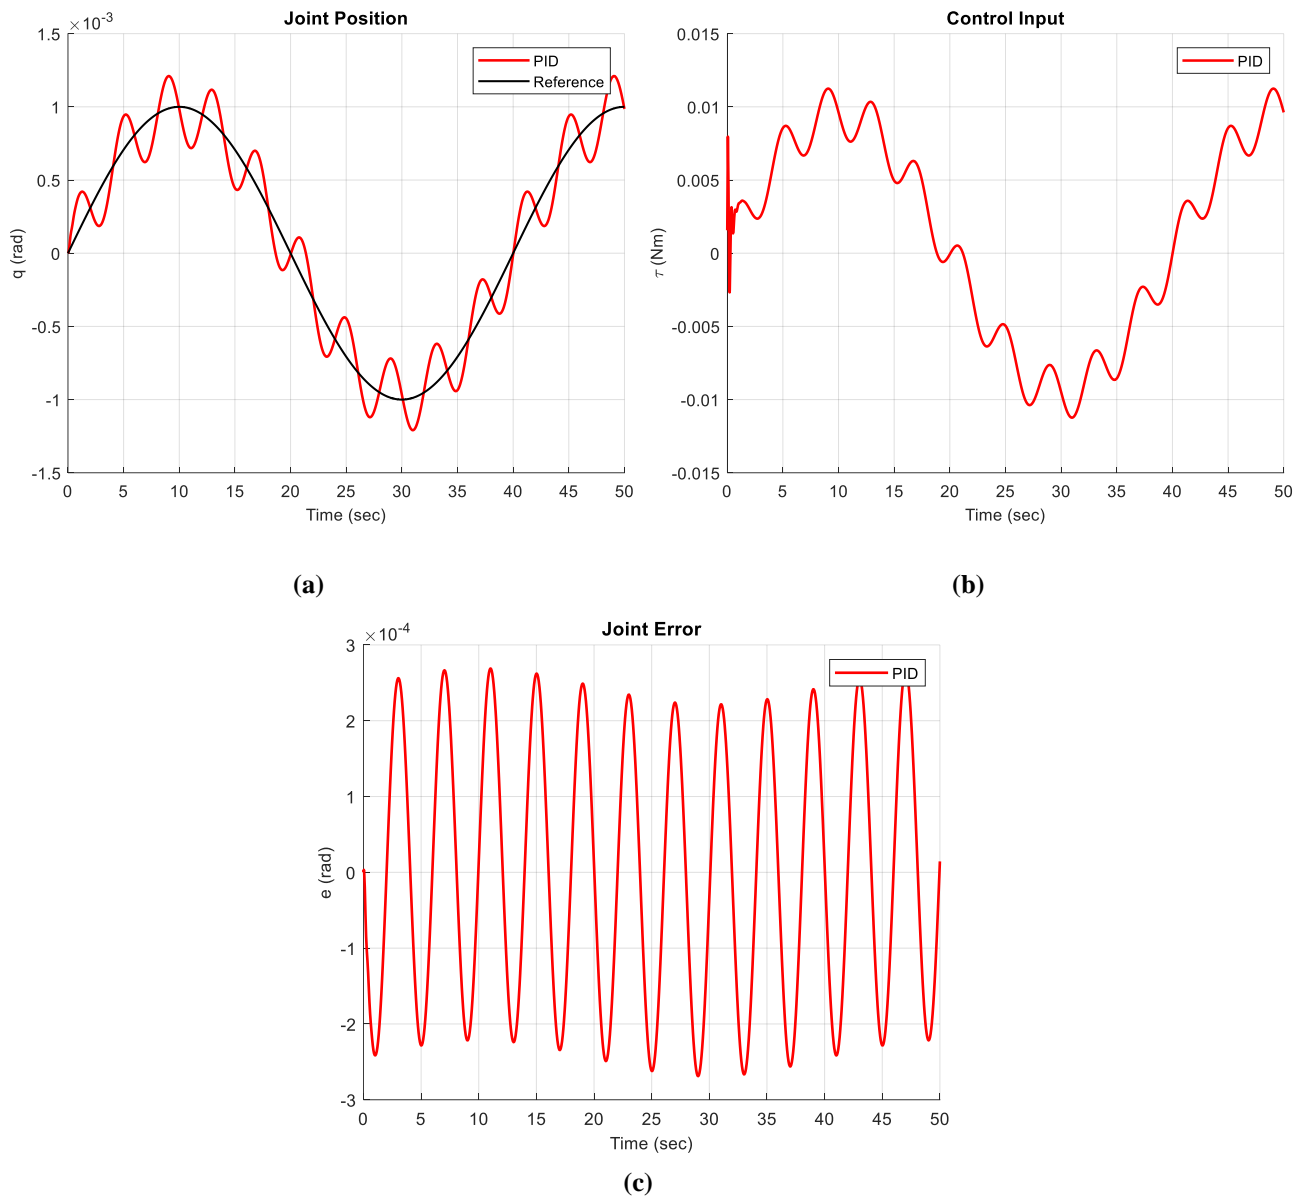 Joint Position
×10-3
PID
Reference
1.5
1
0.5
0
-0.5
-1
-1.5
q (rad)
0 5 10 15 20 25 30 35 40 45 50
Time (sec)
(a)
Control Input
PID
0.015
0.01
0.005
0
-0.005
-0.01
-0.015
τ (Nm)
0 5 10 15 20 25 30 35 40 45 50
Time (sec)
(b)
Joint Error
×10-4
PID
3
2
1
0
-1
-2
-3
e (rad)
0 5 10 15 20 25 30 35 40 45 50
Time (sec)
(c)